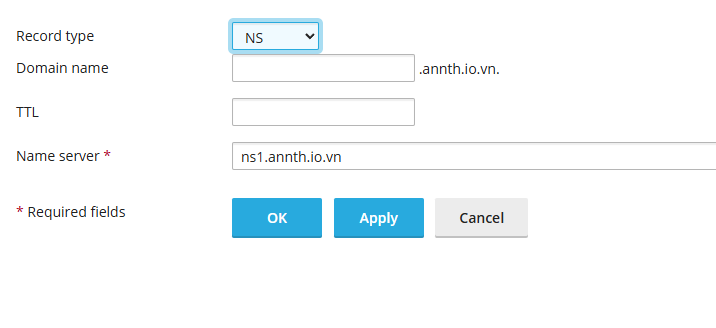 Record type NS
Domain name .annth.io.vn.
TTL
Name server * ns1.annth.io.vn
* Required fields OK Apply Cancel